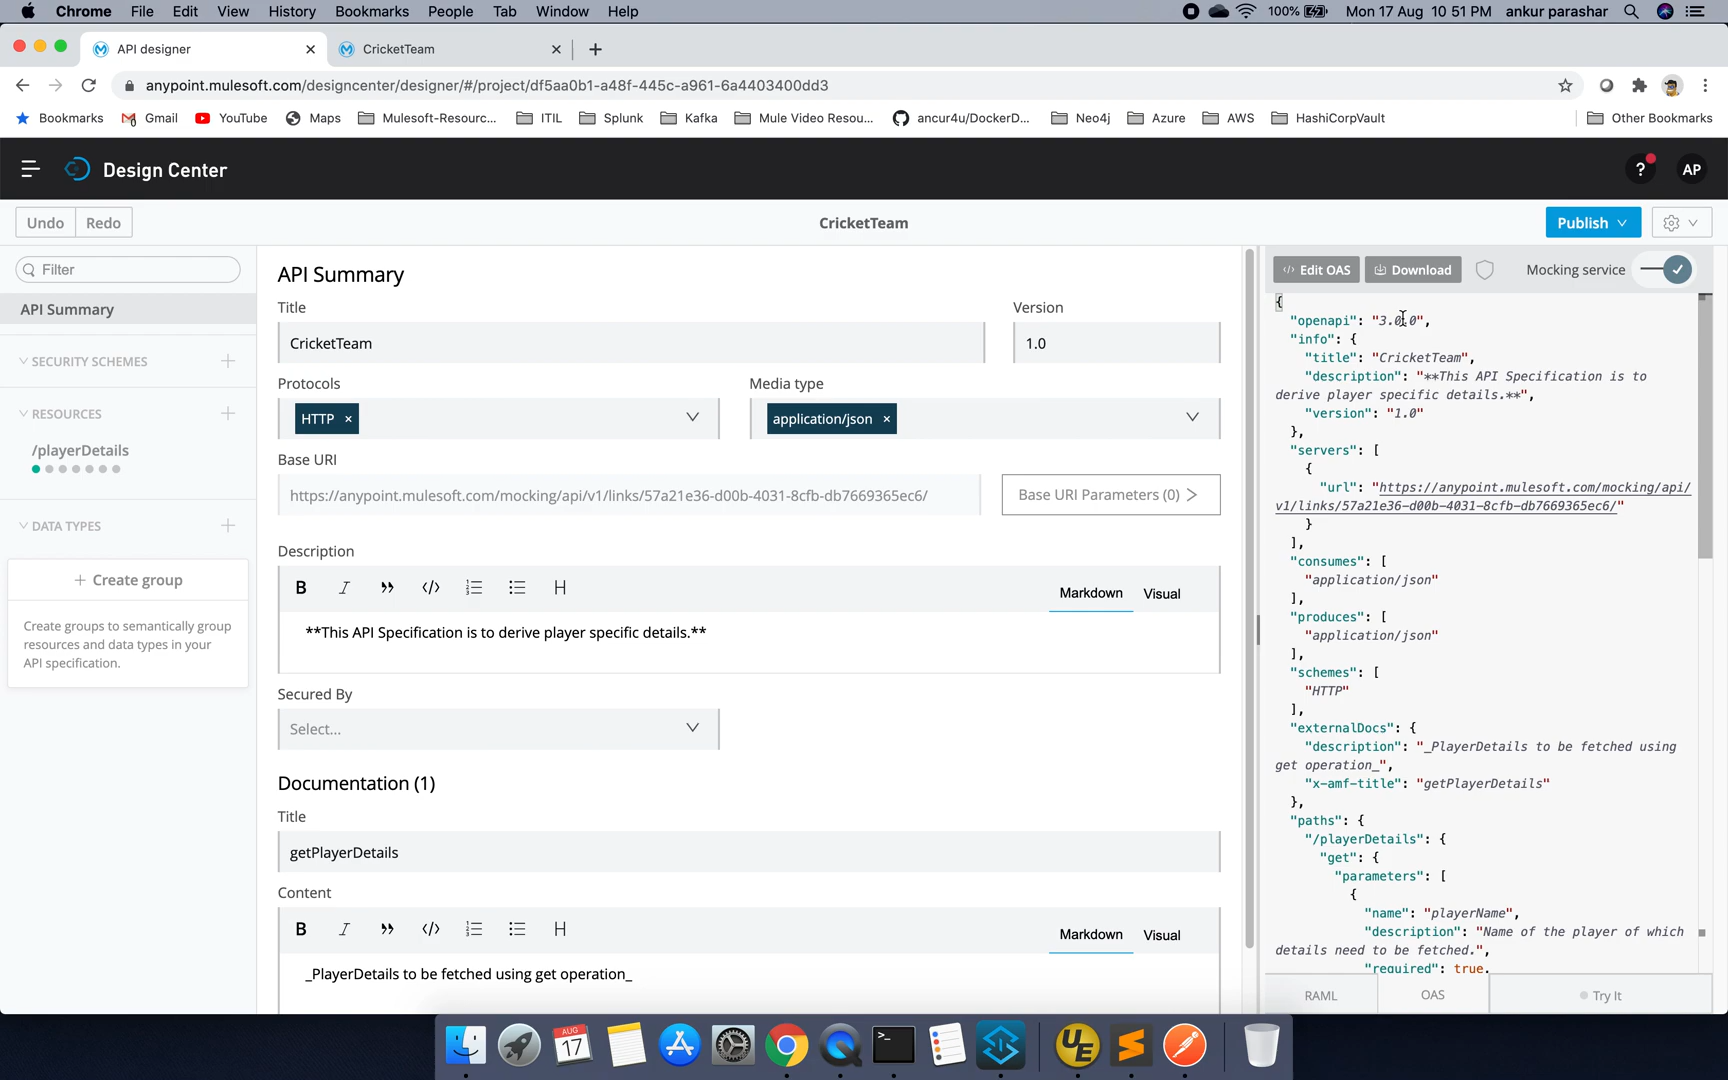 Chrome File Edit View History Bookmarks People Tab Window Help 100% Mon 17 Aug 10 51 PM ankur parashar
API designer CricketTeam
anypoint.mulesoft.com/designcenter/designer/#/project/df5aa0b1-a48f-445c-a961-6a4403400dd3
Bookmarks Gmail YouTube Maps Mulesoft-Resourc... ITIL Splunk Kafka Mule Video Resou... ancur4u/DockerD... Neo4j Azure AWS HashiCorpVault Other Bookmarks
Design Center ? AP
Undo Redo CricketTeam Publish
Filter
API Summary
SECURITY SCHEMES
RESOURCES
/playerDetails
DATA TYPES
+ Create group
Create groups to semantically group
resources and data types in your
API specification.
API Summary
Title Version
CricketTeam 1.0
Protocols Media type
HTTP × application/json ×
Base URI
https://anypoint.mulesoft.com/mocking/api/v1/links/57a21e36-d00b-4031-8cfb-db7669365ec6/ Base URI Parameters (0) >
Description
B I H Markdown Visual
**This API Specification is to derive player specific details.**
Secured By
Select...
Documentation (1)
Title
getPlayerDetails
Content
B I H Markdown Visual
_PlayerDetails to be fetched using get operation_
Edit OAS Download Mocking service
{
"openapi": "3.0.0",
"info": {
"title": "CricketTeam",
"description": "**This API Specification is to
derive player specific details.**",
"version": "1.0"
},
"servers": [
{
"url": "https://anypoint.mulesoft.com/mocking/api/
v1/links/57a21e36-d00b-4031-8cfb-db7669365ec6/"
}
],
"consumes": [
"application/json"
],
"produces": [
"application/json"
],
"schemes": [
"HTTP"
],
"externalDocs": {
"description": "_PlayerDetails to be fetched using
get operation_",
"x-amf-title": "getPlayerDetails"
},
"paths": {
"/playerDetails": {
"get": {
"parameters": [
{
"name": "playerName",
"description": "Name of the player of which
details need to be fetched.",
"required": true,
RAML OAS Try It
AUG
17
UE